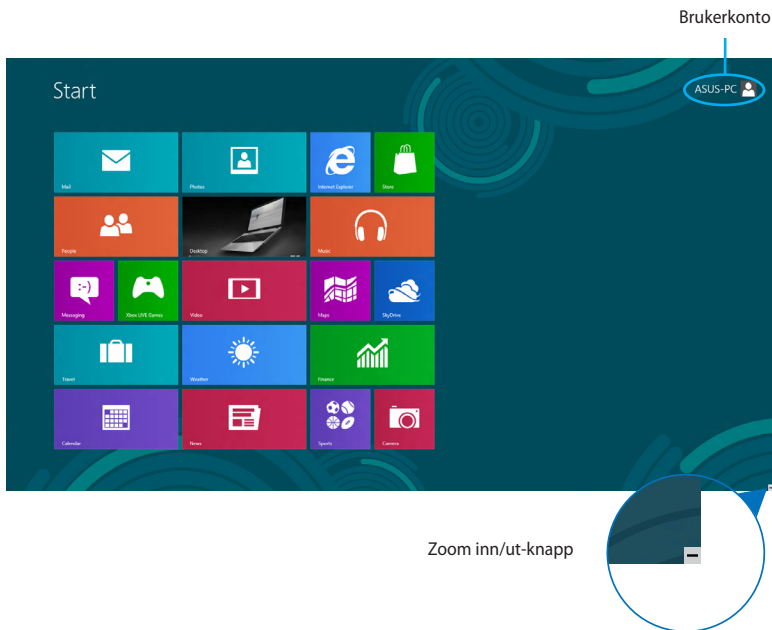 Brukerkonto
Start
ASUS-PC
Mail
Photos
Internet Explorer
Store
People
Desktop
Music
:-)
Messaging
Xbox LIVE Games
Video
Maps
SkyDrive
Travel
Weather
Finance
Calendar
News
Sports
Camera
Zoom inn/ut-knapp